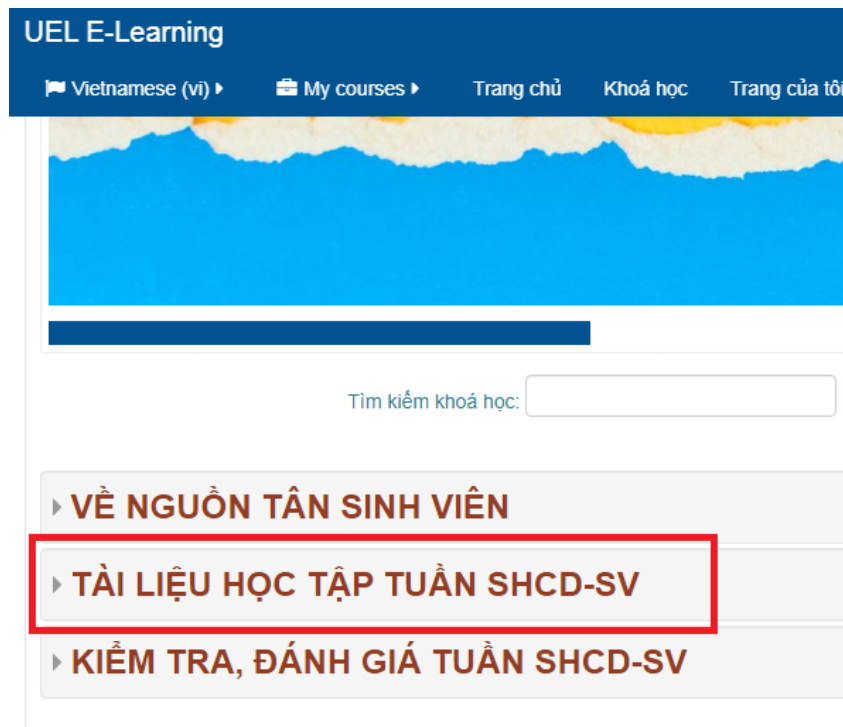 UEL E-Learning
Vietnamese (vi) My courses Trang chủ Khoá học Trang của tôi
Tìm kiếm khoá học:
VỀ NGUỒN TÂN SINH VIÊN
TÀI LIỆU HỌC TẬP TUẦN SHCD-SV
KIỂM TRA, ĐÁNH GIÁ TUẦN SHCD-SV